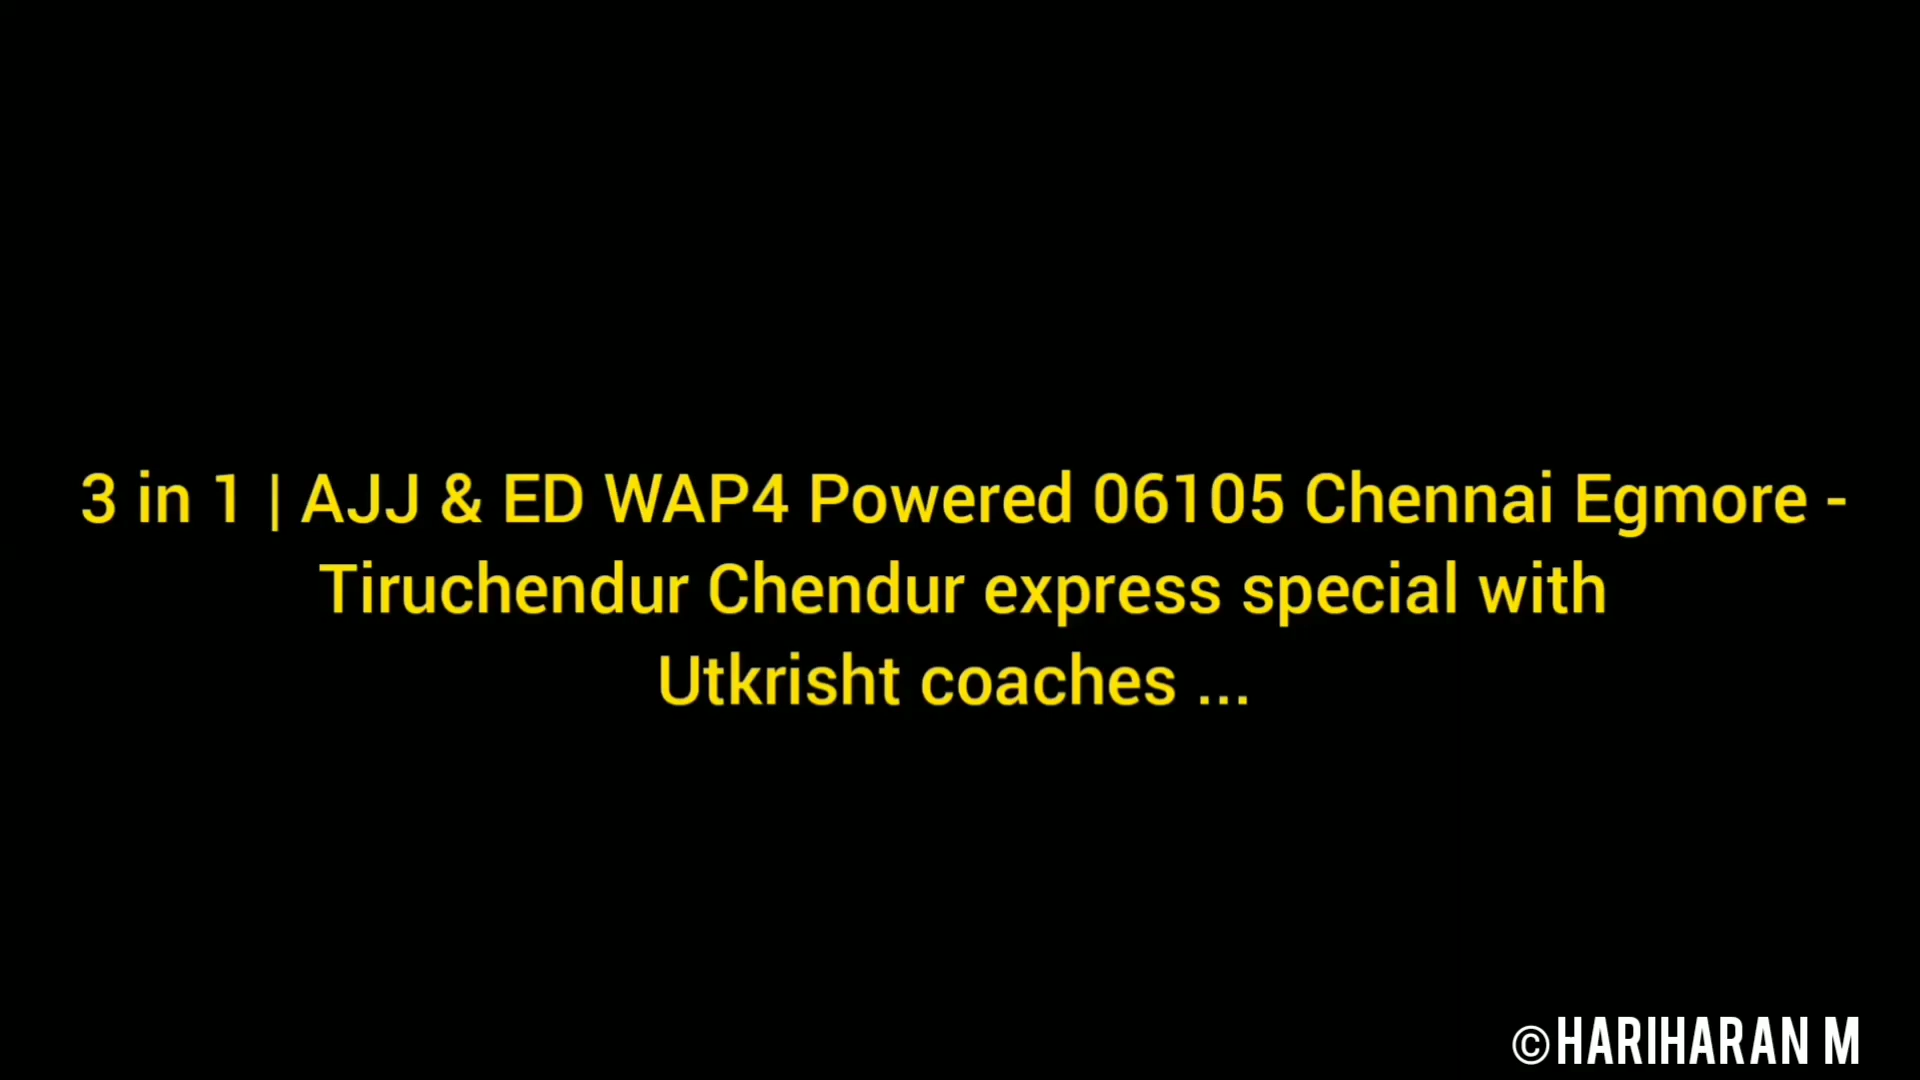 3 in 1 | AJJ & ED WAP4 Powered 06105 Chennai Egmore -
Tiruchendur Chendur express special with
Utkrisht coaches ...
©HARIHARAN M